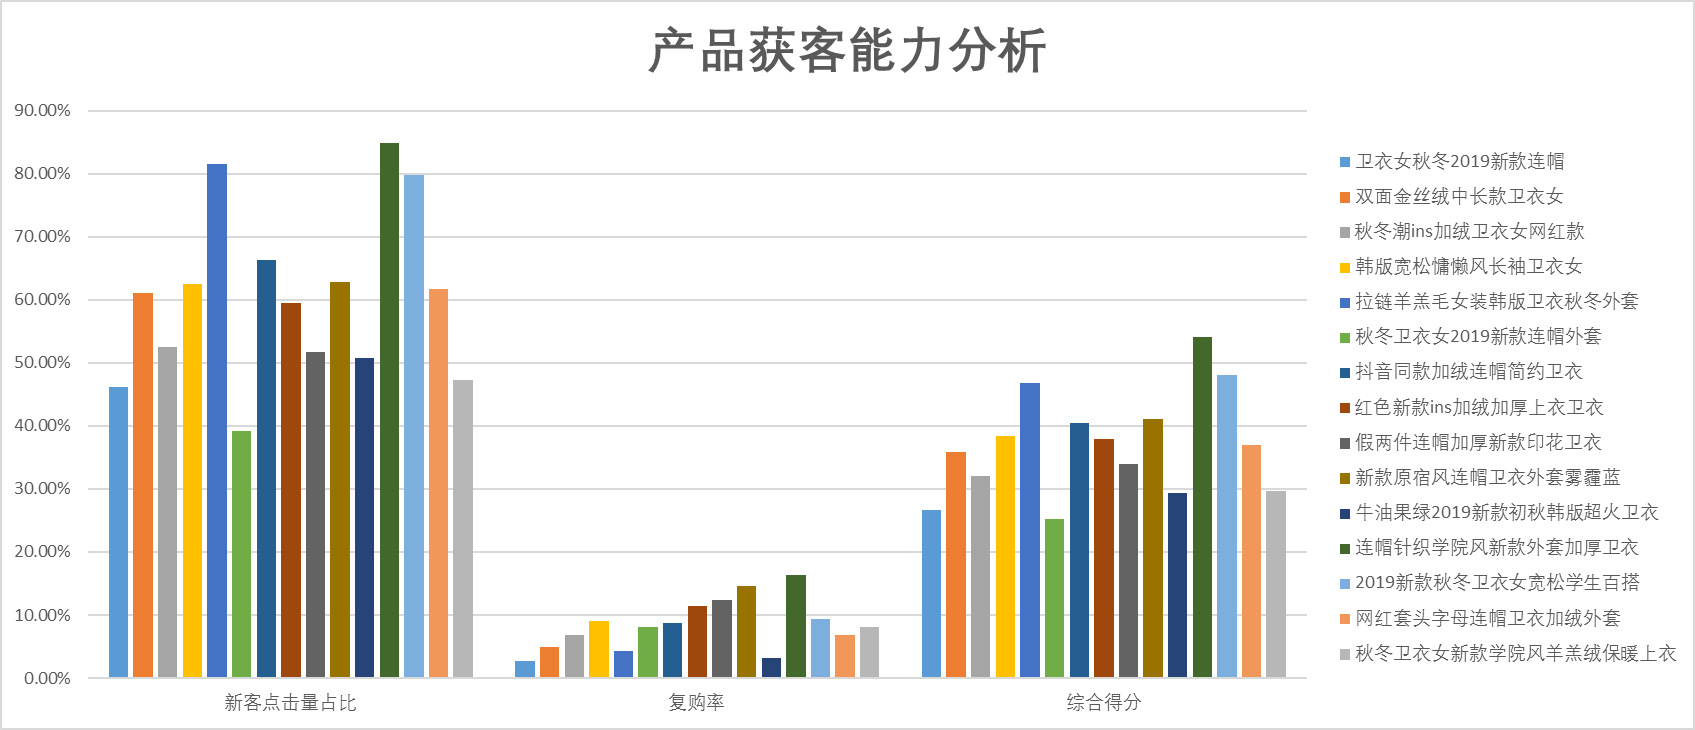 产品获客能力分析
90.00%
80.00%
70.00%
60.00%
50.00%
40.00%
30.00%
20.00%
10.00%
0.00%
新客点击量占比
复购率
综合得分
卫衣女秋冬2019新款连帽
双面金丝绒中长款卫衣女
秋冬潮ins加绒卫衣女网红款
韩版宽松慵懒风长袖卫衣女
拉链羊羔毛女装韩版卫衣秋冬外套
秋冬卫衣女2019新款连帽外套
抖音同款加绒连帽简约卫衣
红色新款ins加绒加厚上衣卫衣
假两件连帽加厚新款印花卫衣
新款原宿风连帽卫衣外套雾霾蓝
牛油果绿2019新款初秋韩版超火卫衣
连帽针织学院风新款外套加厚卫衣
2019新款秋冬卫衣女宽松学生百搭
网红套头字母连帽卫衣加绒外套
秋冬卫衣女新款学院风羊羔绒保暖上衣